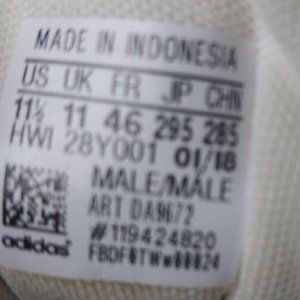 MADE IN INDONESIA
US UK FR JP CHN
11½ 11 46 295 285
HWI 28Y001 01/18
MALE/MÂLE
ART DA9672
#119424820
adidas